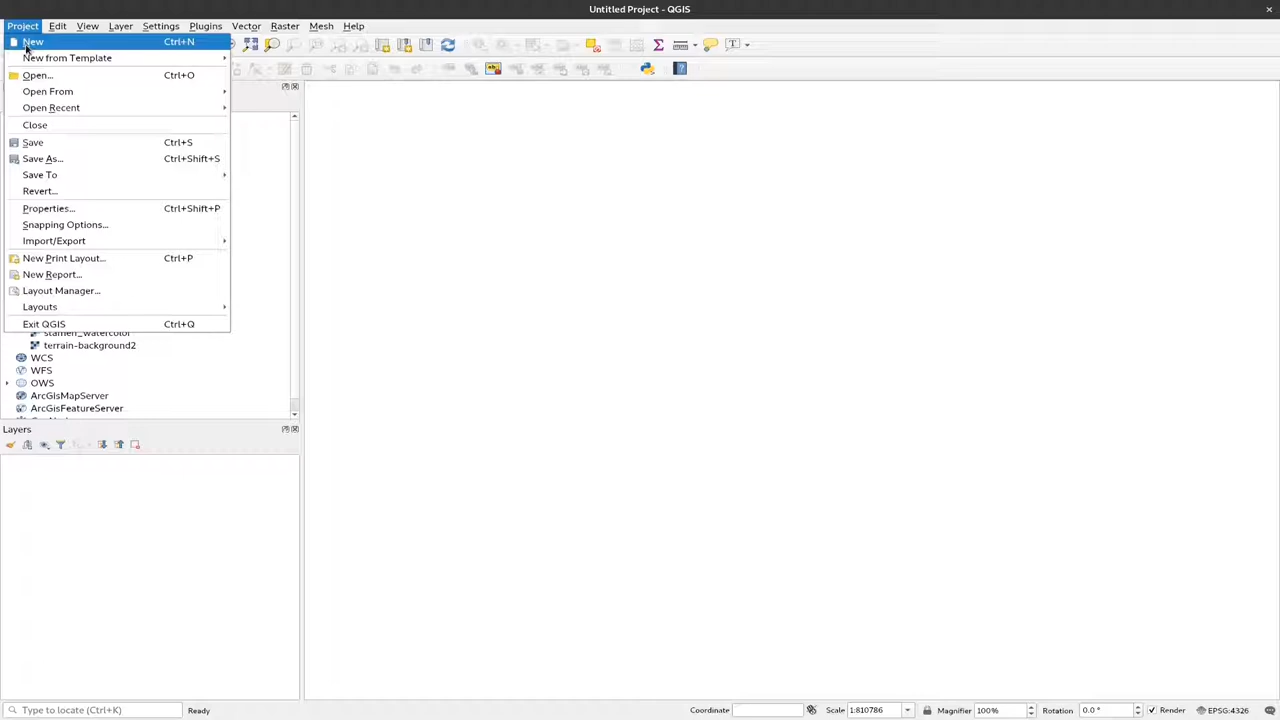 Untitled Project - QGIS
Project Edit View Layer Settings Plugins Vector Raster Mesh Help
New Ctrl+N
New from Template
Open... Ctrl+O
Open From
Open Recent
Close
Save Ctrl+S
Save As... Ctrl+Shift+S
Save To
Revert...
Properties... Ctrl+Shift+P
Snapping Options...
Import/Export
New Print Layout... Ctrl+P
New Report...
Layout Manager...
Layouts
Exit QGIS Ctrl+Q
stamen_watercolor
terrain-background2
WCS
WFS
OWS
ArcGisMapServer
ArcGisFeatureServer
Layers
Type to locate (Ctrl+K) Ready Coordinate Scale 1:810786 Magnifier 100% Rotation 0.0 ° Render EPSG:4326